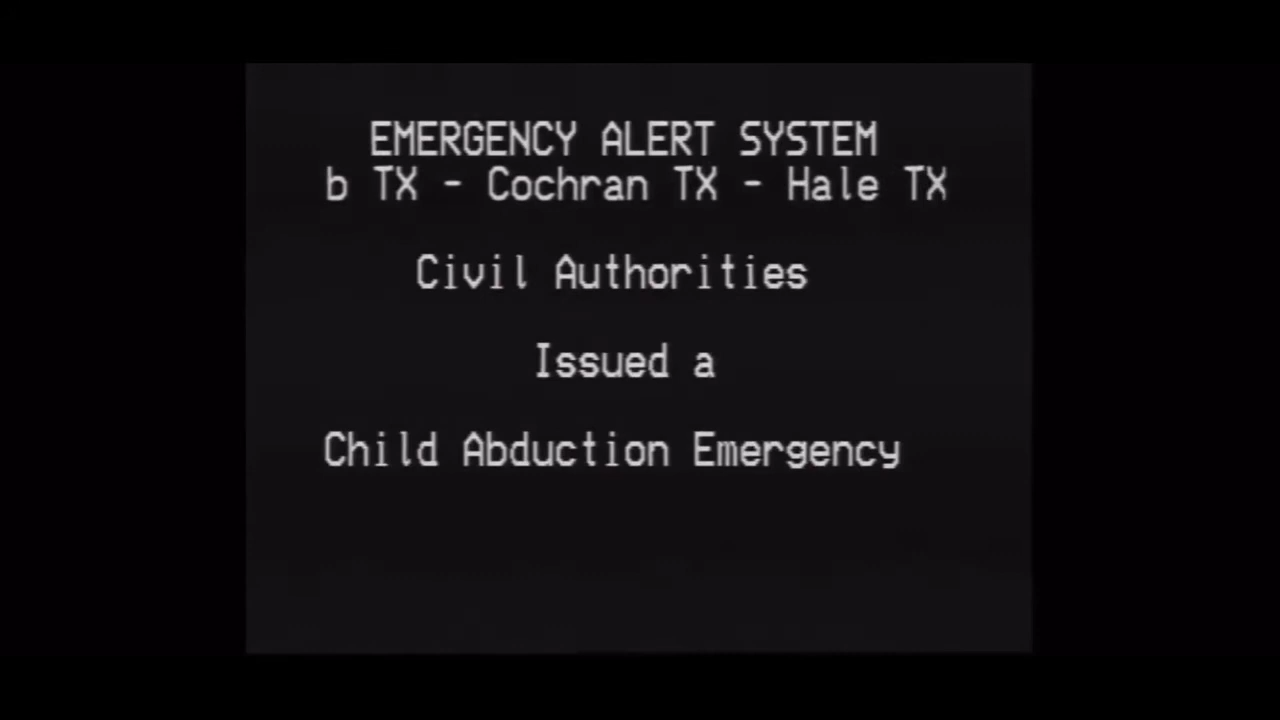 EMERGENCY ALERT SYSTEM
b TX - Cochran TX - Hale TX
Civil Authorities
Issued a
Child Abduction Emergency